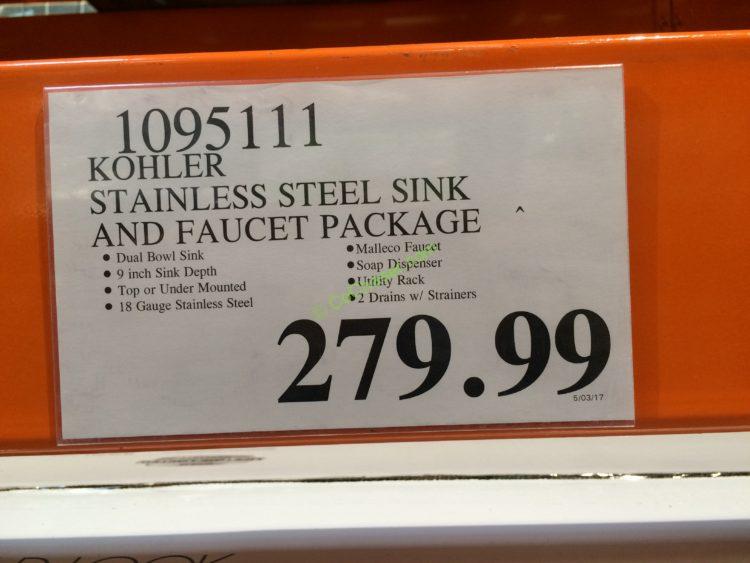 1095111
KOHLER
STAINLESS STEEL SINK
AND FAUCET PACKAGE ^
• Dual Bowl Sink
• 9 inch Sink Depth
• Top or Under Mounted
• 18 Gauge Stainless Steel
• Malleco Faucet
• Soap Dispenser
• Utility Rack
• 2 Drains w/ Strainers
279.99
5/03/17